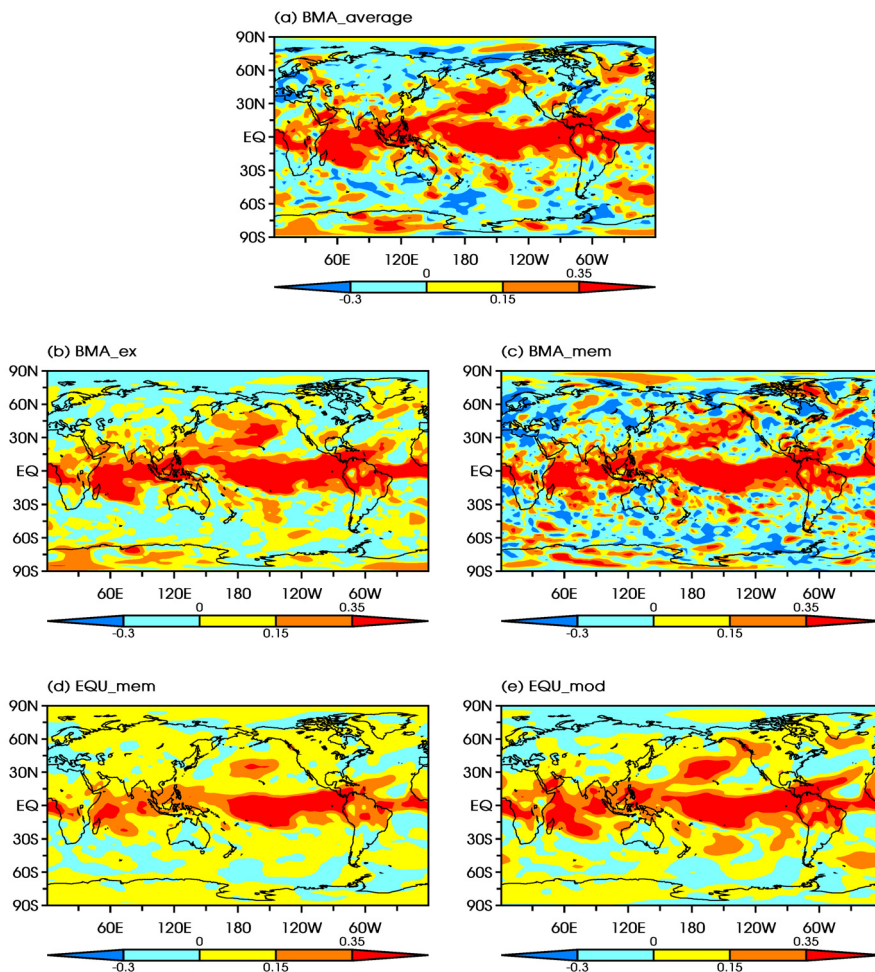 (a) BMA_average
90N
60N
30N
EQ
30S
60S
90S
60E 120E 180 120W 60W
0 0.35
-0.3 0.15
(b) BMA_ex
90N
60N
30N
EQ
30S
60S
90S
60E 120E 180 120W 60W
0 0.35
-0.3 0.15
(c) BMA_mem
90N
60N
30N
EQ
30S
60S
90S
60E 120E 180 120W 60W
0 0.35
-0.3 0.15
(d) EQU_mem
90N
60N
30N
EQ
30S
60S
90S
60E 120E 180 120W 60W
0 0.35
-0.3 0.15
(e) EQU_mod
90N
60N
30N
EQ
30S
60S
90S
60E 120E 180 120W 60W
0 0.35
-0.3 0.15